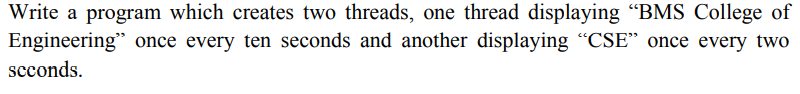 Write a program which creates two threads, one thread displaying “BMS College of
Engineering” once every ten seconds and another displaying “CSE” once every two
seconds.